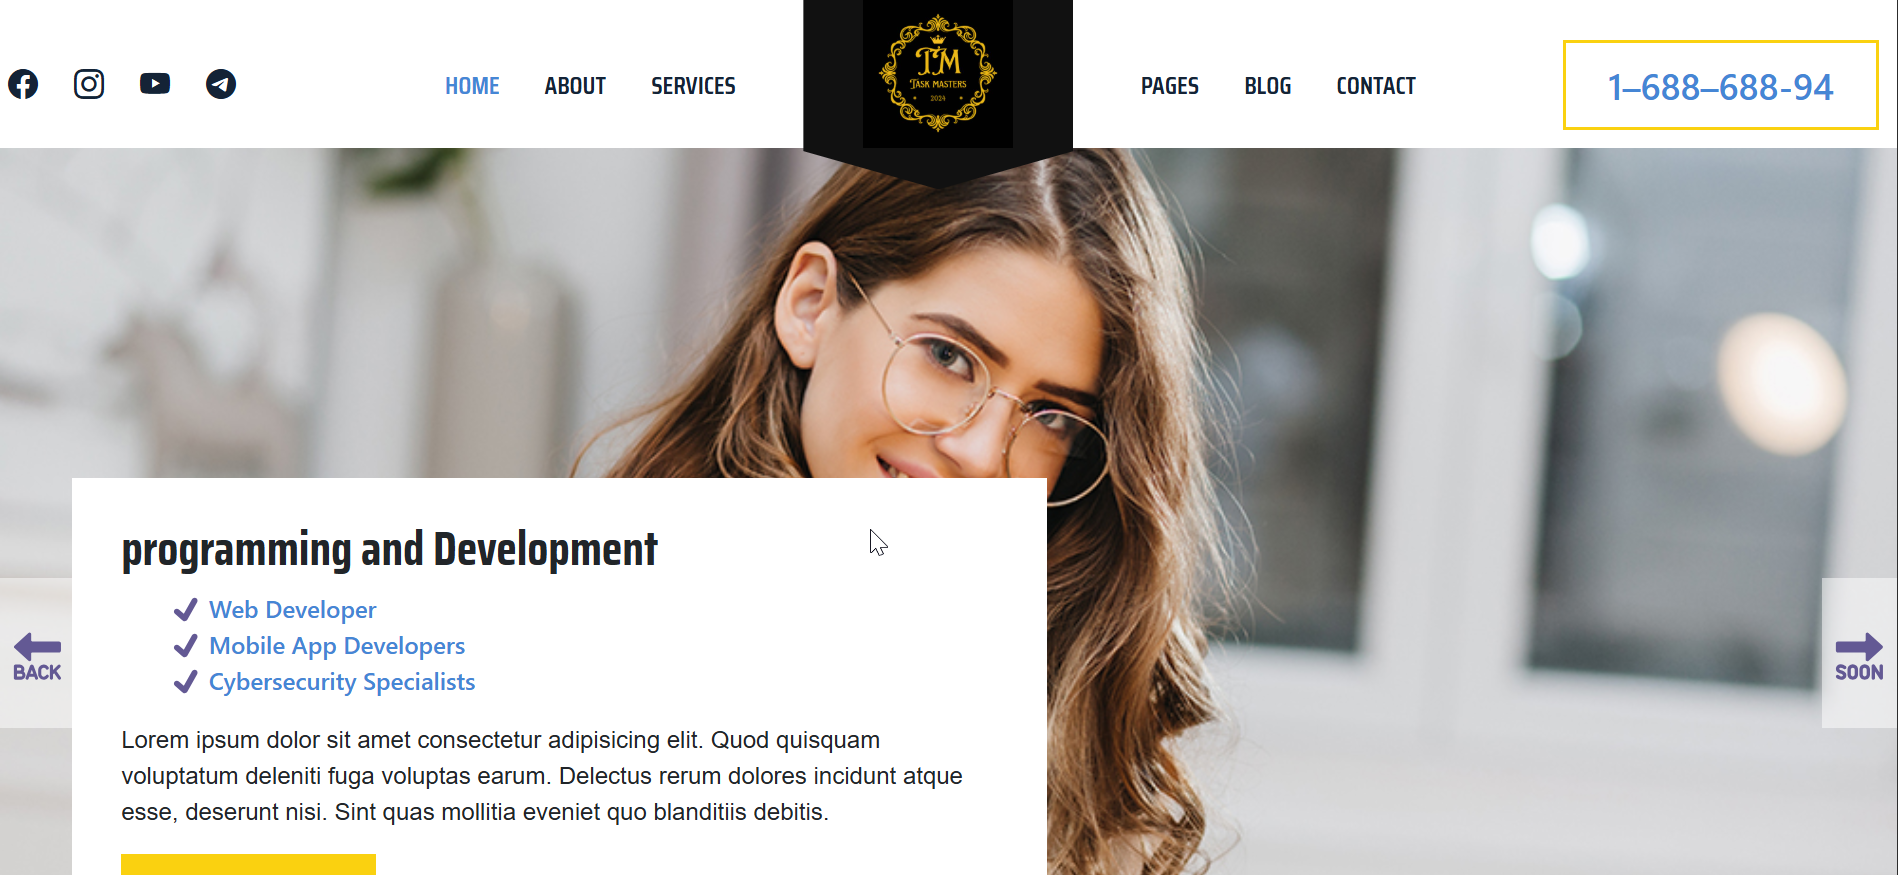 HOME ABOUT SERVICES
TM
TASK MASTERS
2024
PAGES BLOG CONTACT
1–688–688-94
programming and Development
Web Developer
Mobile App Developers
Cybersecurity Specialists
BACK
SOON
Lorem ipsum dolor sit amet consectetur adipisicing elit. Quod quisquam
voluptatum deleniti fuga voluptas earum. Delectus rerum dolores incidunt atque
esse, deserunt nisi. Sint quas mollitia eveniet quo blanditiis debitis.